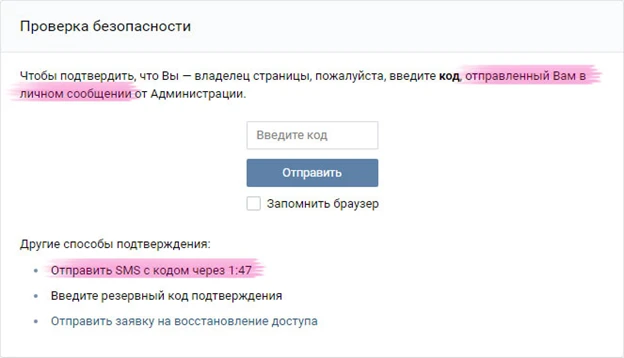 Проверка безопасности
Чтобы подтвердить, что Вы — владелец страницы, пожалуйста, введите код, отправленный Вам в
личном сообщении от Администрации.
Введите код
Отправить
Запомнить браузер
Другие способы подтверждения:
• Отправить SMS с кодом через 1:47
• Введите резервный код подтверждения
• Отправить заявку на восстановление доступа